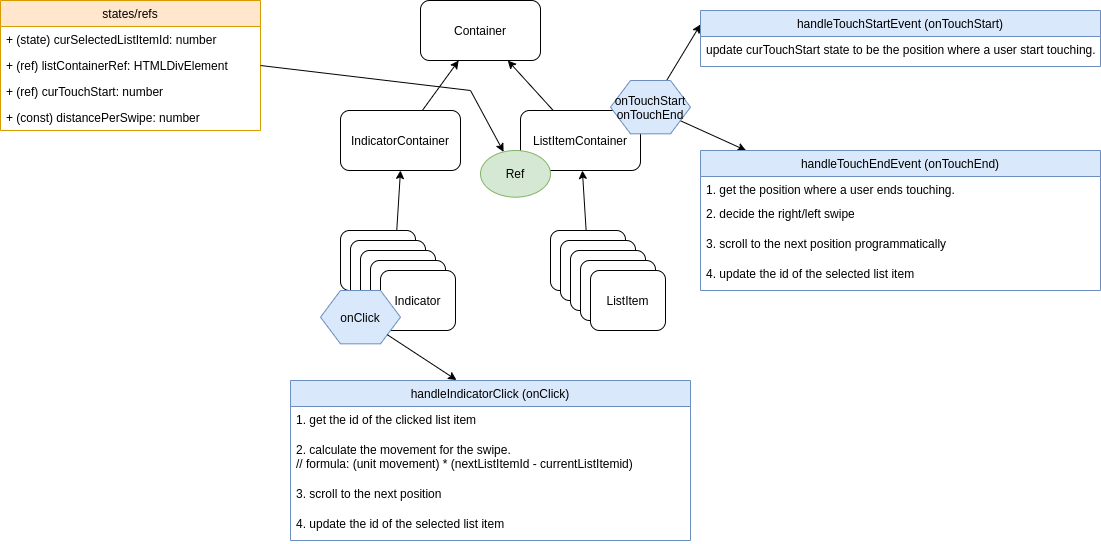 states/refs
+ (state) curSelectedListItemId: number
+ (ref) listContainerRef: HTMLDivElement
+ (ref) curTouchStart: number
+ (const) distancePerSwipe: number
Container
IndicatorContainer
ListItemContainer
Ref
onTouchStart
onTouchEnd
handleTouchStartEvent (onTouchStart)
update curTouchStart state to be the position where a user start touching.
handleTouchEndEvent (onTouchEnd)
1. get the position where a user ends touching.
2. decide the right/left swipe
3. scroll to the next position programmatically
4. update the id of the selected list item
Indicator
onClick
ListItem
handleIndicatorClick (onClick)
1. get the id of the clicked list item
2. calculate the movement for the swipe.
// formula: (unit movement) * (nextListItemId - currentListItemid)
3. scroll to the next position
4. update the id of the selected list item